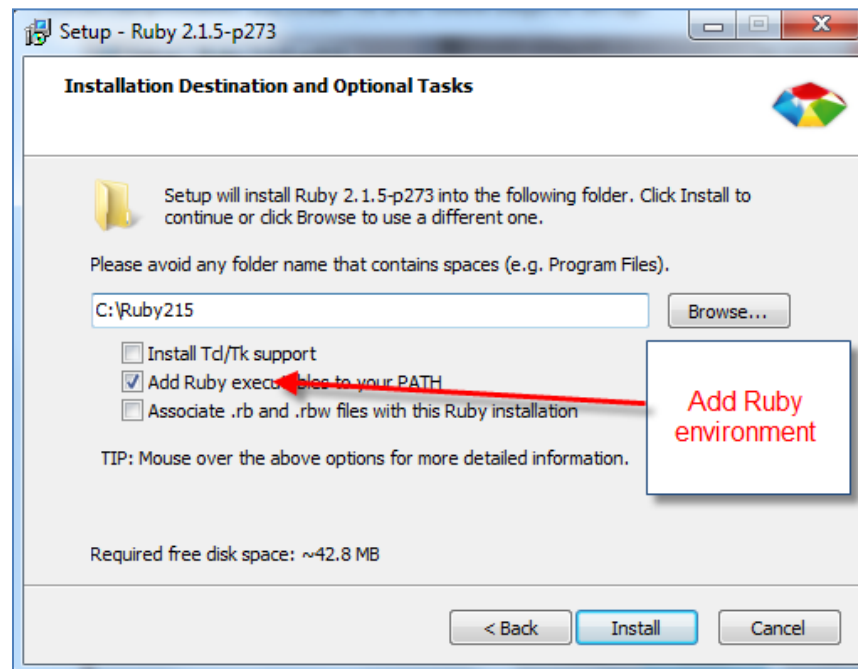 Setup - Ruby 2.1.5-p273
Installation Destination and Optional Tasks
Setup will install Ruby 2.1.5-p273 into the following folder. Click Install to
continue or click Browse to use a different one.
Please avoid any folder name that contains spaces (e.g. Program Files).
C:\Ruby215
Browse...
Install Tcl/Tk support
Add Ruby executables to your PATH
Associate .rb and .rbw files with this Ruby installation
Add Ruby
environment
TIP: Mouse over the above options for more detailed information.
Required free disk space: ~42.8 MB
< Back
Install
Cancel